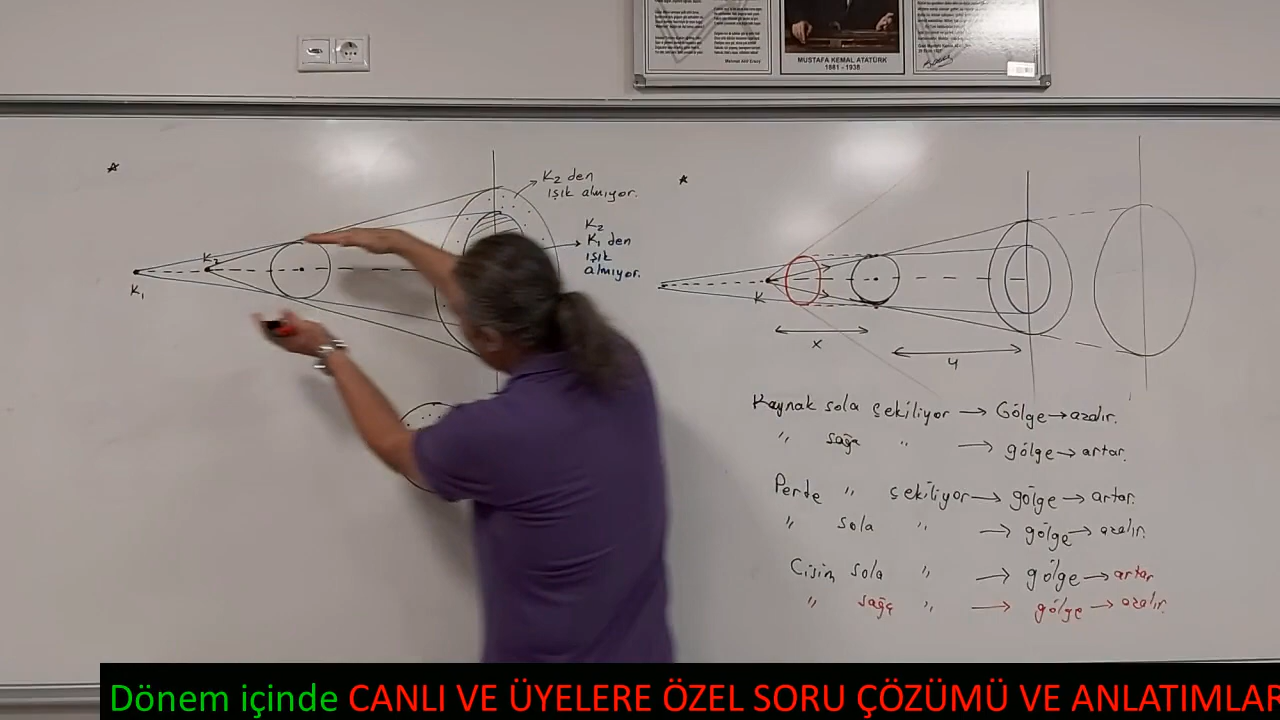 MUSTAFA KEMAL ATATÜRK
1881 - 1938
K2 den
ışık almıyor.
K2
K1 den
ışık
almıyor.
K1
K2
K
x
y
Kaynak sola çekiliyor → Gölge → azalır.
" sağa " → gölge → artar.
Perde " çekiliyor → gölge → artar.
" sola " → gölge → azalır.
Cisim sola " → gölge → artar
" sağa " → gölge → azalır.
Dönem içinde CANLI VE ÜYELERE ÖZEL SORU ÇÖZÜMÜ VE ANLATIMLAR